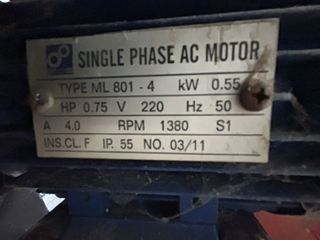 SINGLE PHASE AC MOTOR
TYPE ML 801 - 4 kW 0.55
HP 0.75 V 220 Hz 50
A 4.0 RPM 1380 S1
INS.CL. F IP. 55 NO. 03/11